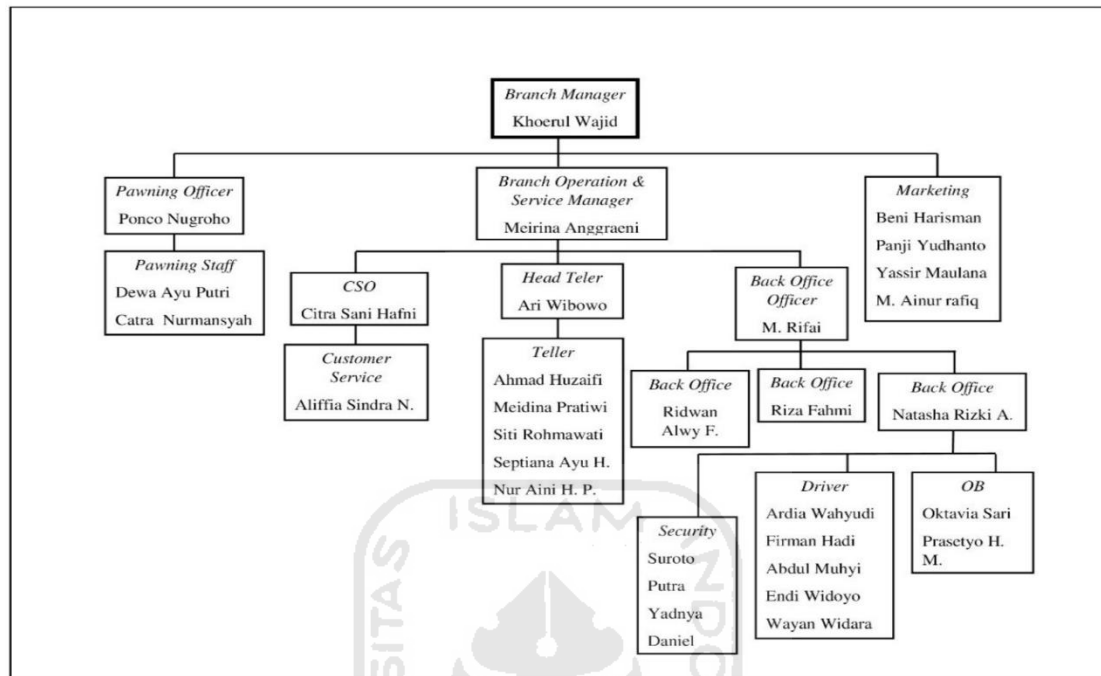 Branch Manager
Khoerul Wajid
Pawning Officer
Ponco Nugroho
Branch Operation &
Service Manager
Meirina Anggraeni
Marketing
Beni Harisman
Panji Yudhanto
Yassir Maulana
M. Ainur rafiq
Pawning Staff
Dewa Ayu Putri
Catra Nurmansyah
CSO
Citra Sani Hafni
Head Teler
Ari Wibowo
Back Office
Officer
M. Rifai
Customer
Service
Aliffia Sindra N.
Teller
Ahmad Huzaifi
Meidina Pratiwi
Siti Rohmawati
Septiana Ayu H.
Nur Aini H. P.
Back Office
Ridwan
Alwy F.
Back Office
Riza Fahmi
Back Office
Natasha Rizki A.
Security
Suroto
Putra
Yadnya
Daniel
Driver
Ardia Wahyudi
Firman Hadi
Abdul Muhyi
Endi Widoyo
Wayan Widara
OB
Oktavia Sari
Prasetyo H.
M.
ISLAM
SITAS
INDO